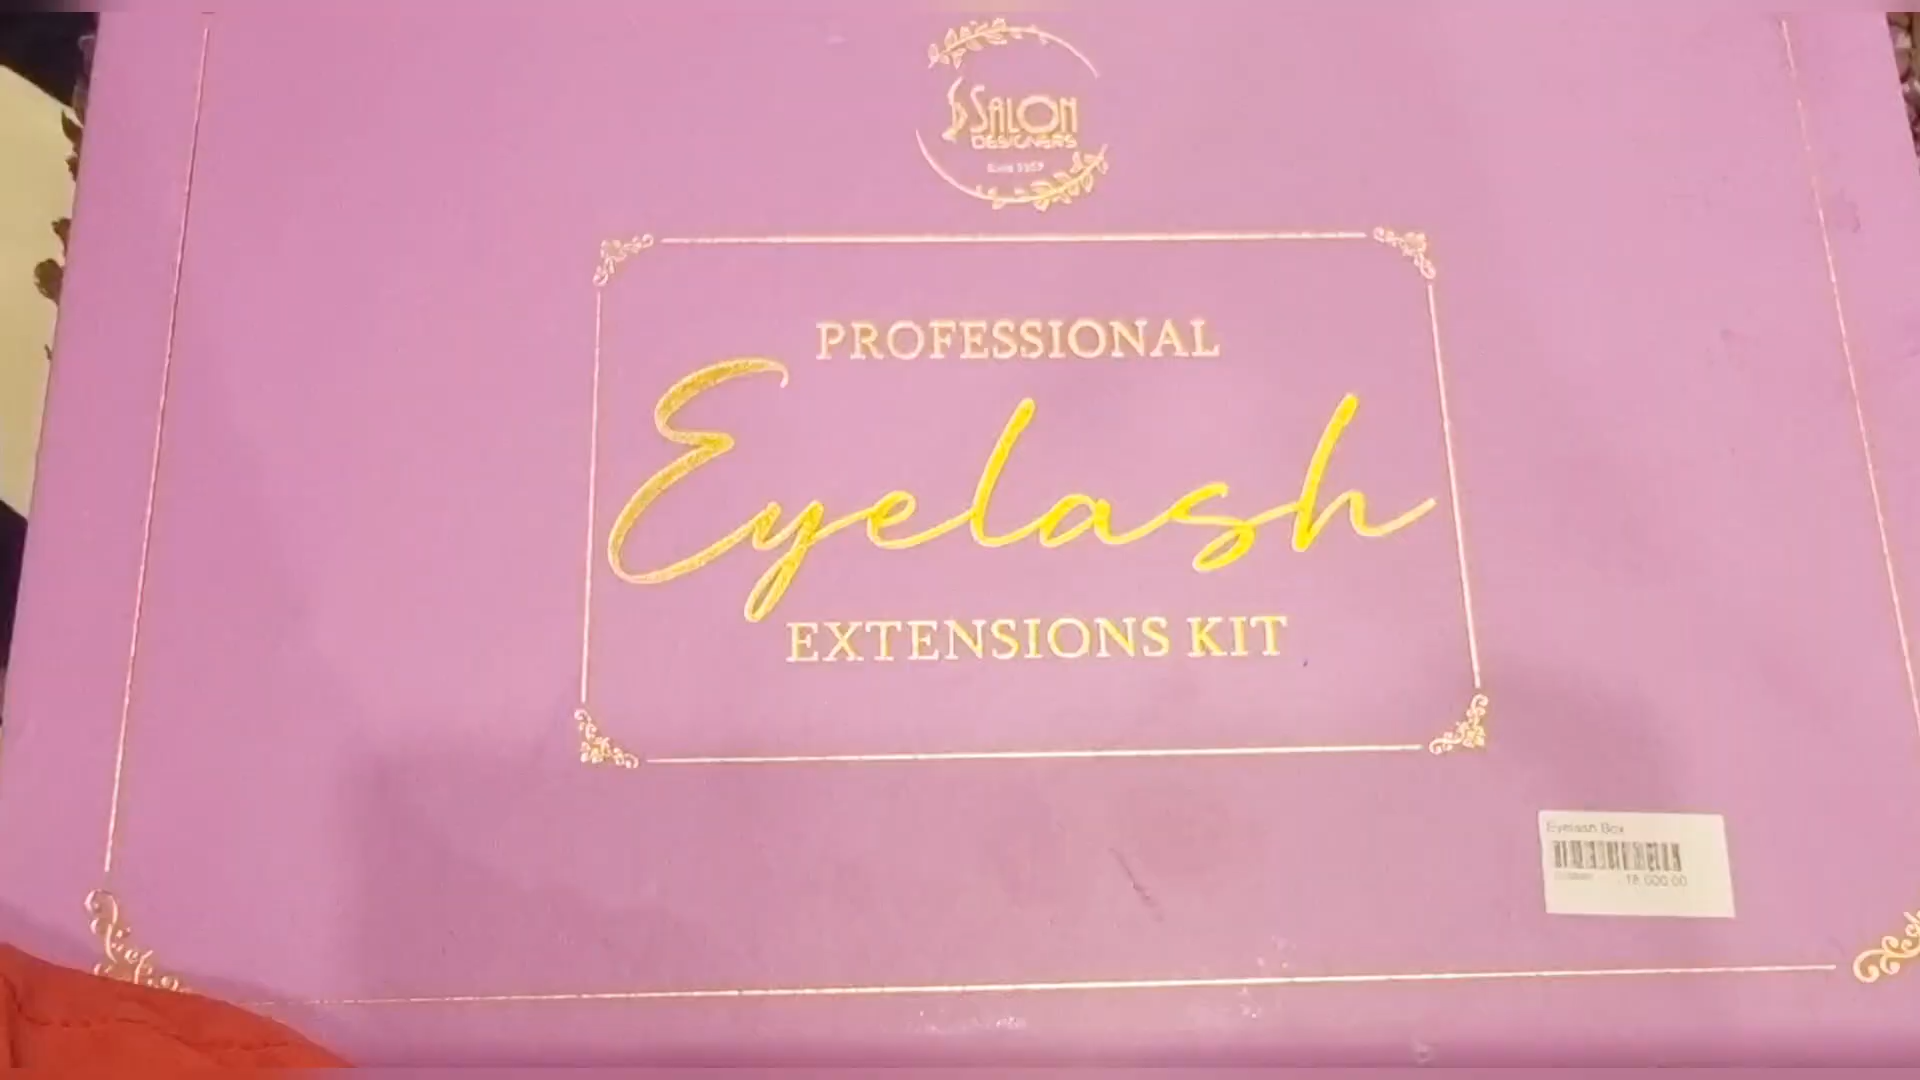 SALON
DESIGNERS
PROFESSIONAL
Eyelash
EXTENSIONS KIT
Eyelash Box
18,000.00